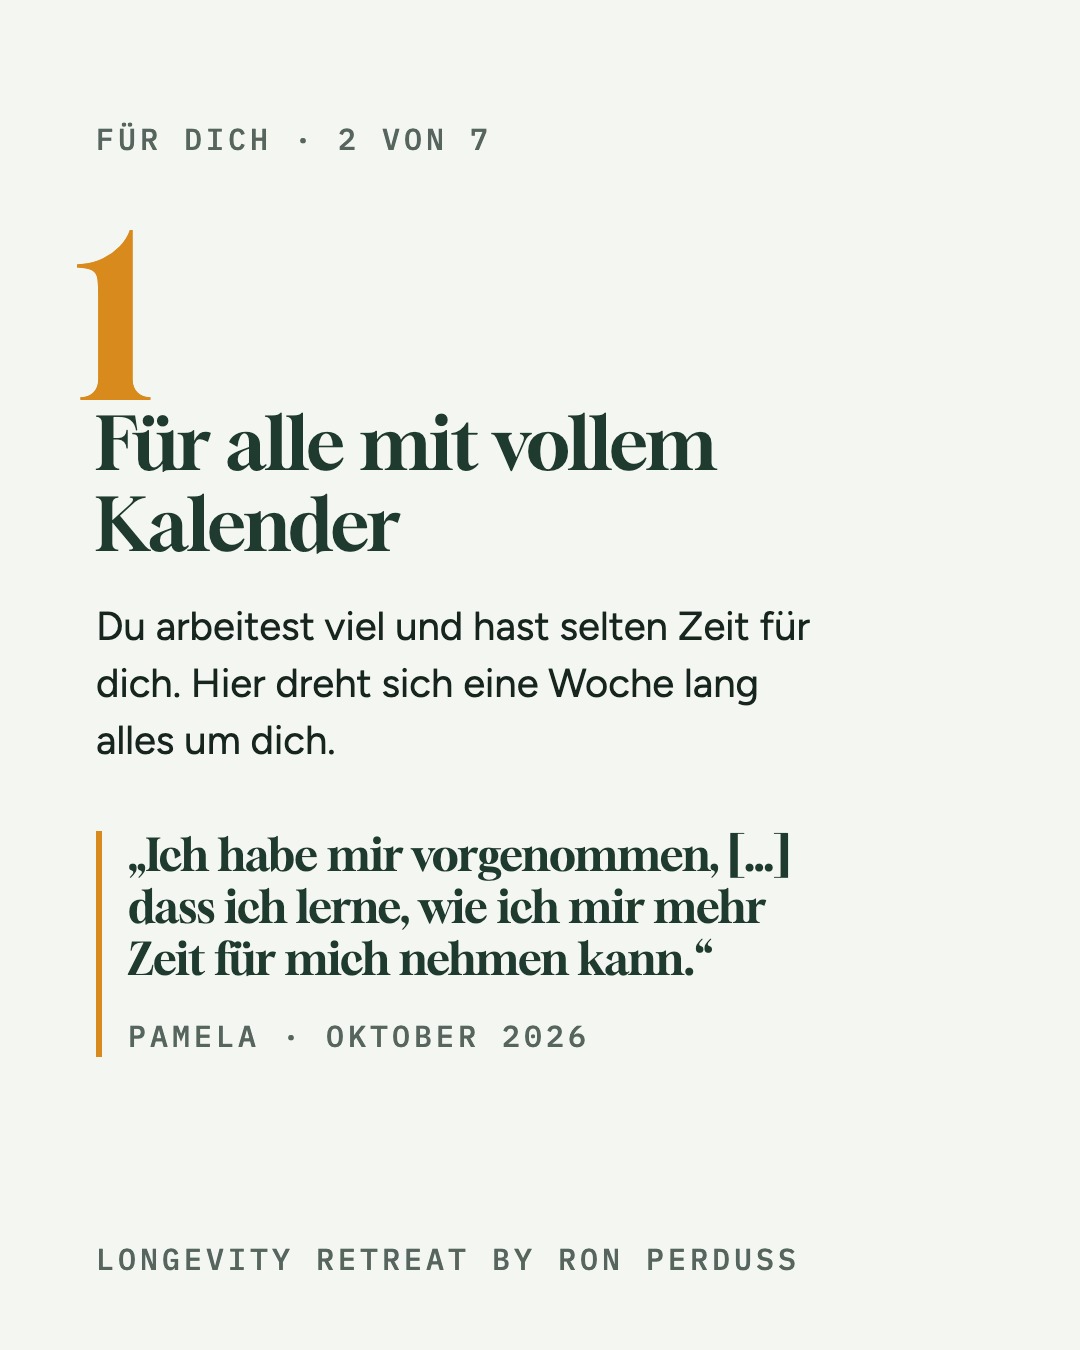 FÜR DICH · 2 VON 7
1
Für alle mit vollem
Kalender
Du arbeitest viel und hast selten Zeit für
dich. Hier dreht sich eine Woche lang
alles um dich.
„Ich habe mir vorgenommen, [...]
dass ich lerne, wie ich mir mehr
Zeit für mich nehmen kann.“
PAMELA · OKTOBER 2026
LONGEVITY RETREAT BY RON PERDUSS